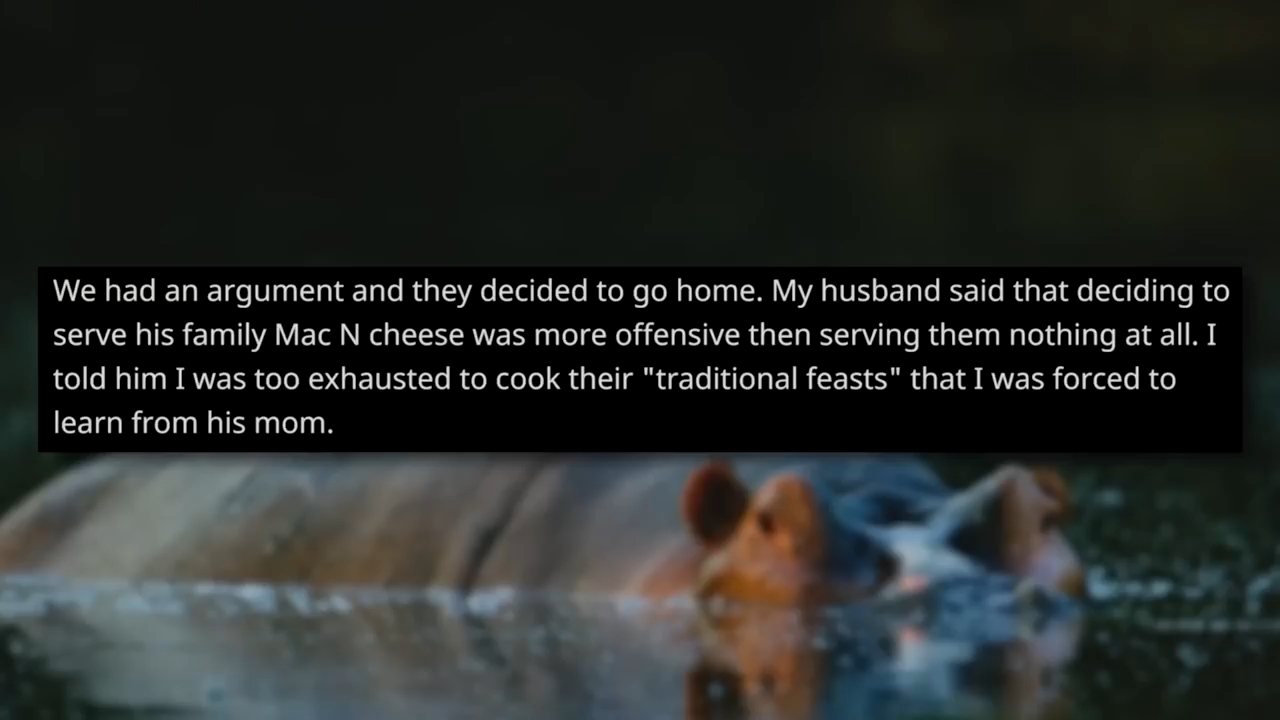 We had an argument and they decided to go home. My husband said that deciding to
serve his family Mac N cheese was more offensive then serving them nothing at all. I
told him I was too exhausted to cook their "traditional feasts" that I was forced to
learn from his mom.